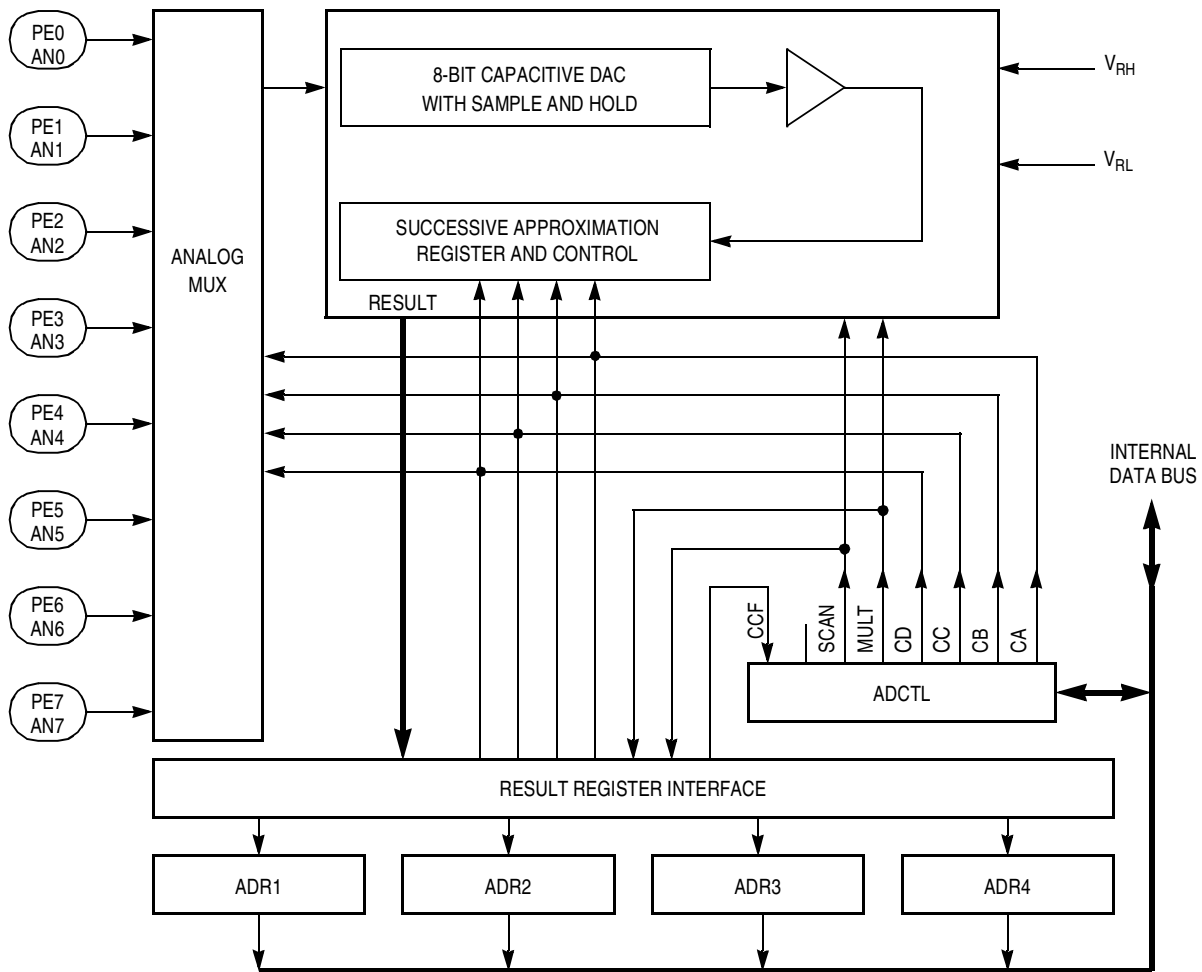 PE0
AN0
PE1
AN1
PE2
AN2
PE3
AN3
PE4
AN4
PE5
AN5
PE6
AN6
PE7
AN7
ANALOG
MUX
8-BIT CAPACITIVE DAC
WITH SAMPLE AND HOLD
SUCCESSIVE APPROXIMATION
REGISTER AND CONTROL
RESULT
VRH
VRL
INTERNAL
DATA BUS
CCF
SCAN
MULT
CD
CC
CB
CA
ADCTL
RESULT REGISTER INTERFACE
ADR1
ADR2
ADR3
ADR4